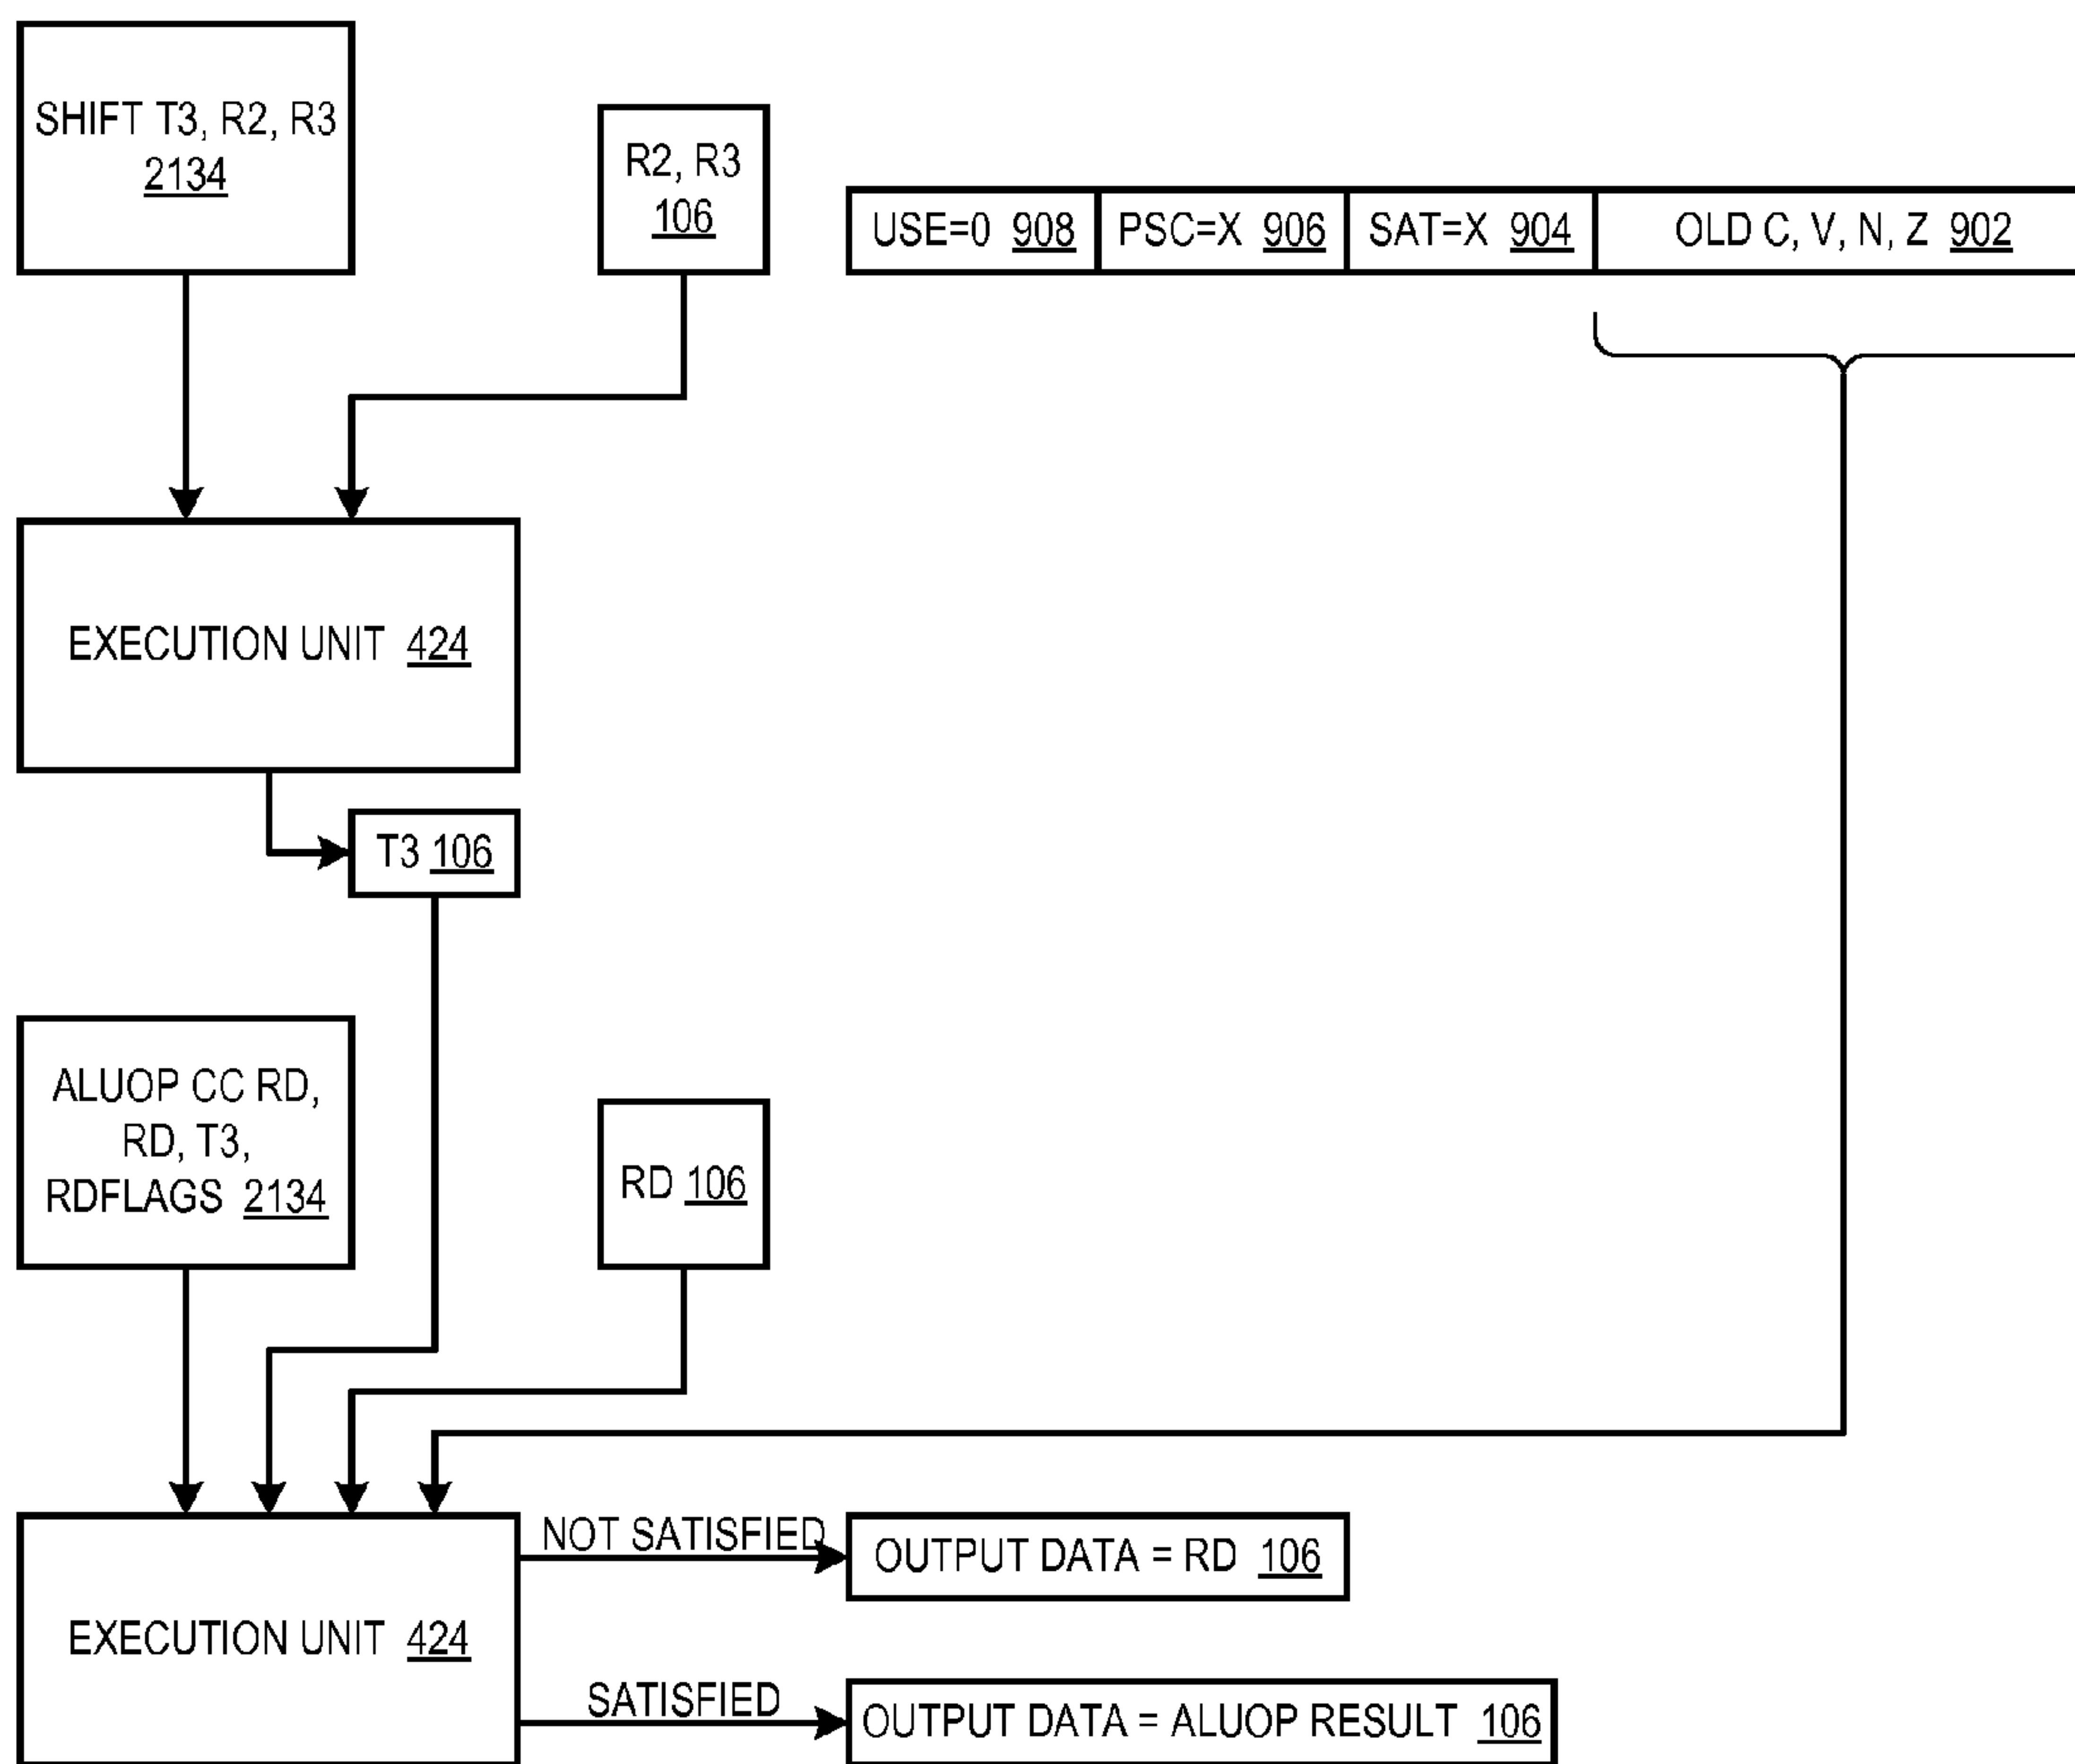 SHIFT T3, R2, R3
2134
R2, R3
106
USE=0 908
PSC=X 906
SAT=X 904
OLD C, V, N, Z 902
EXECUTION UNIT 424
T3 106
ALUOP CC RD,
RD, T3,
RDFLAGS 2134
RD 106
EXECUTION UNIT 424
NOT SATISFIED
OUTPUT DATA = RD 106
SATISFIED
OUTPUT DATA = ALUOP RESULT 106